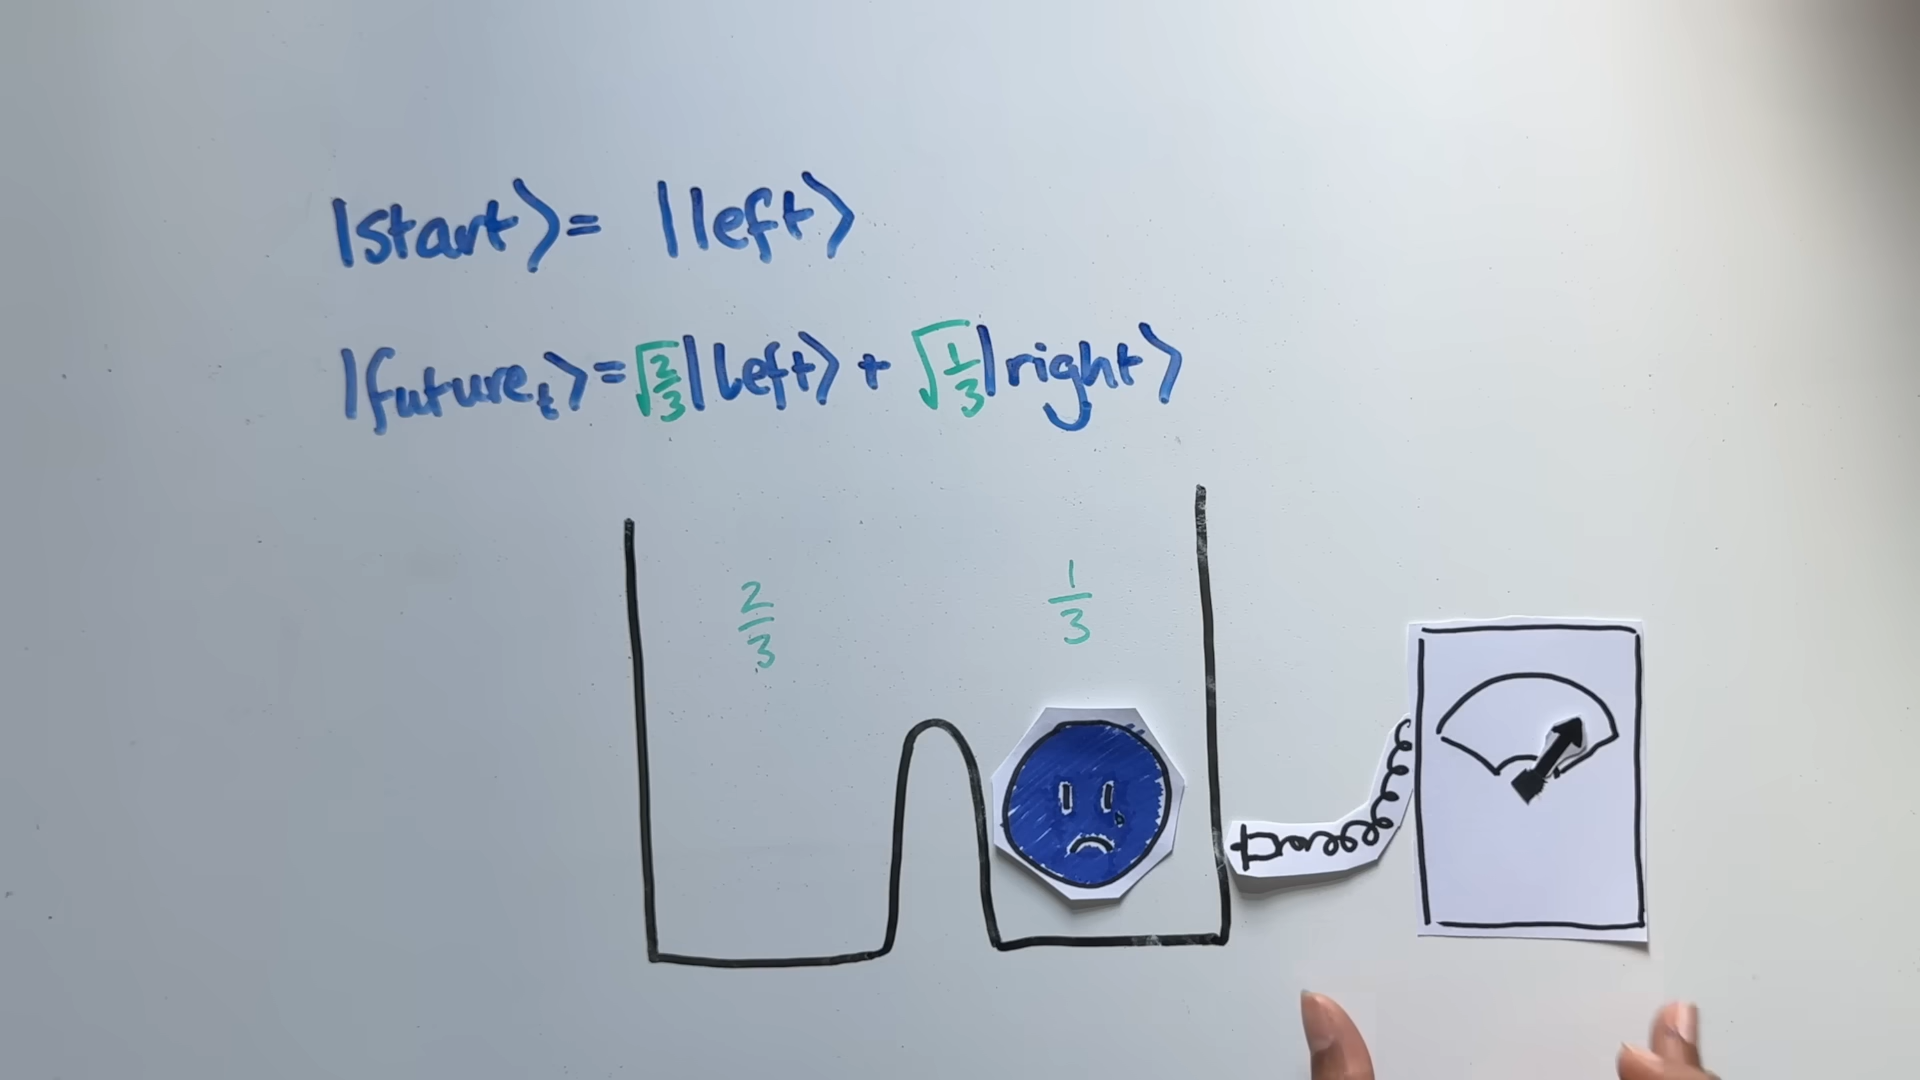 |start⟩ = |left⟩
|future_t⟩ = √(2/3) |left⟩ + √(1/3) |right⟩
2/3
1/3